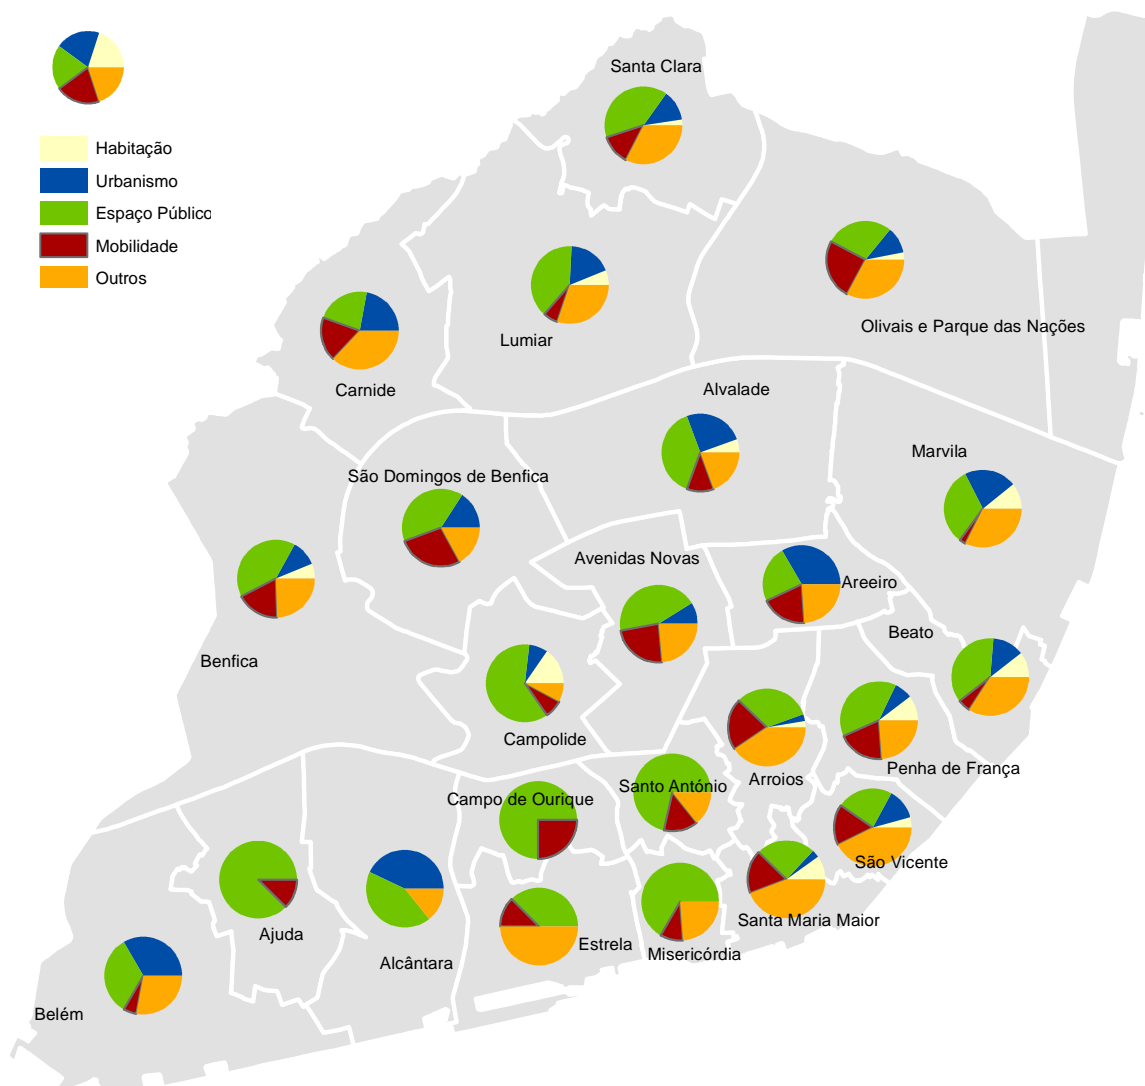 Santa Clara
Habitação
Urbanismo
Espaço Público
Mobilidade
Outros
Olivais e Parque das Nações
Lumiar
Carnide
Alvalade
Marvila
São Domingos de Benfica
Avenidas Novas
Areeiro
Beato
Benfica
Campolide
Penha de França
Arroios
Santo António
Campo de Ourique
São Vicente
Santa Maria Maior
Ajuda
Estrela
Misericórdia
Alcântara
Belém